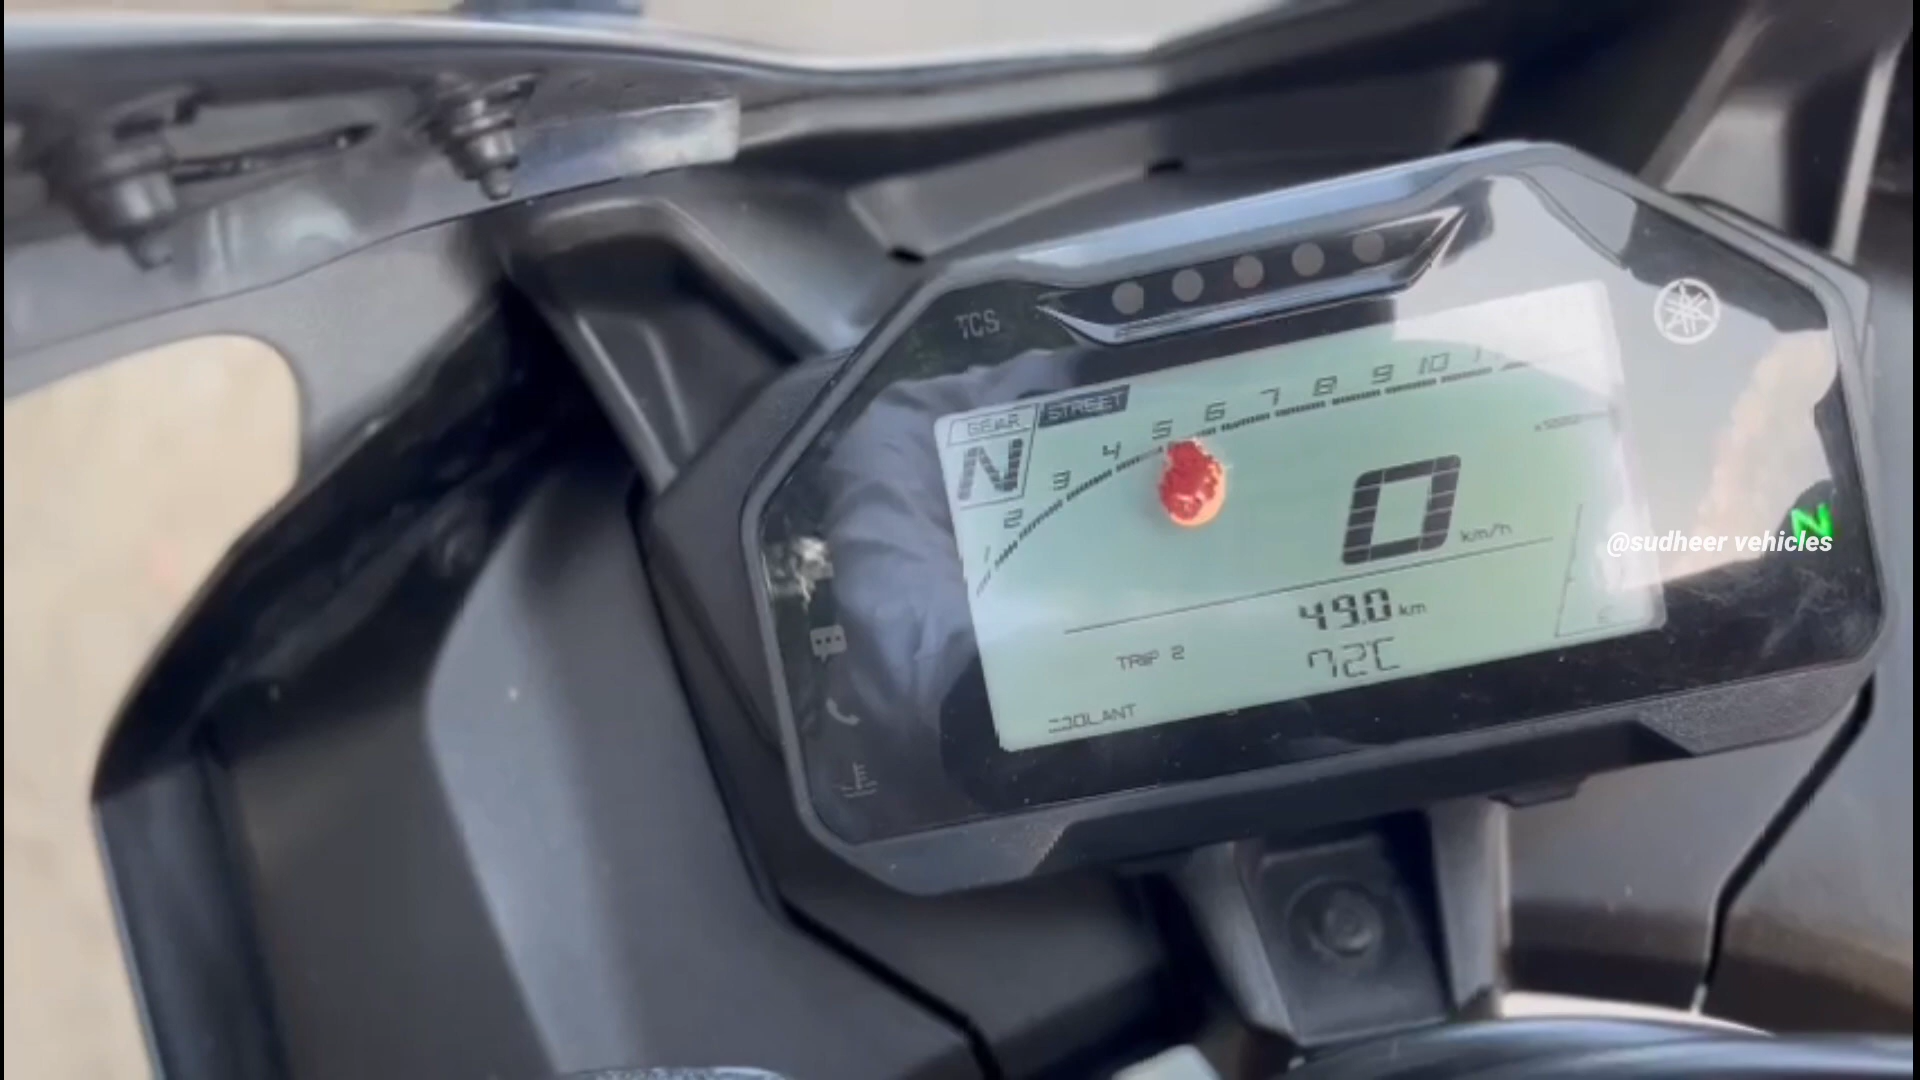 TCS
GEAR STREET
N
1 2 3 4 5 6 7 8 9 10
0 km/h
N
@sudheer vehicles
49.0 km
TRIP 2 72C
COOLANT